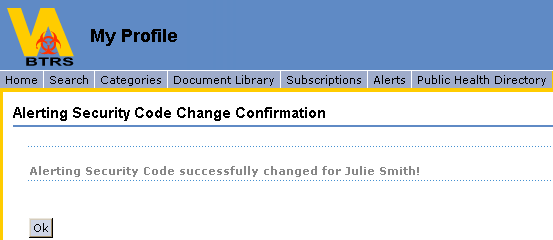 VA
BTRS
My Profile
Home Search Categories Document Library Subscriptions Alerts Public Health Directory
Alerting Security Code Change Confirmation
Alerting Security Code successfully changed for Julie Smith!
Ok